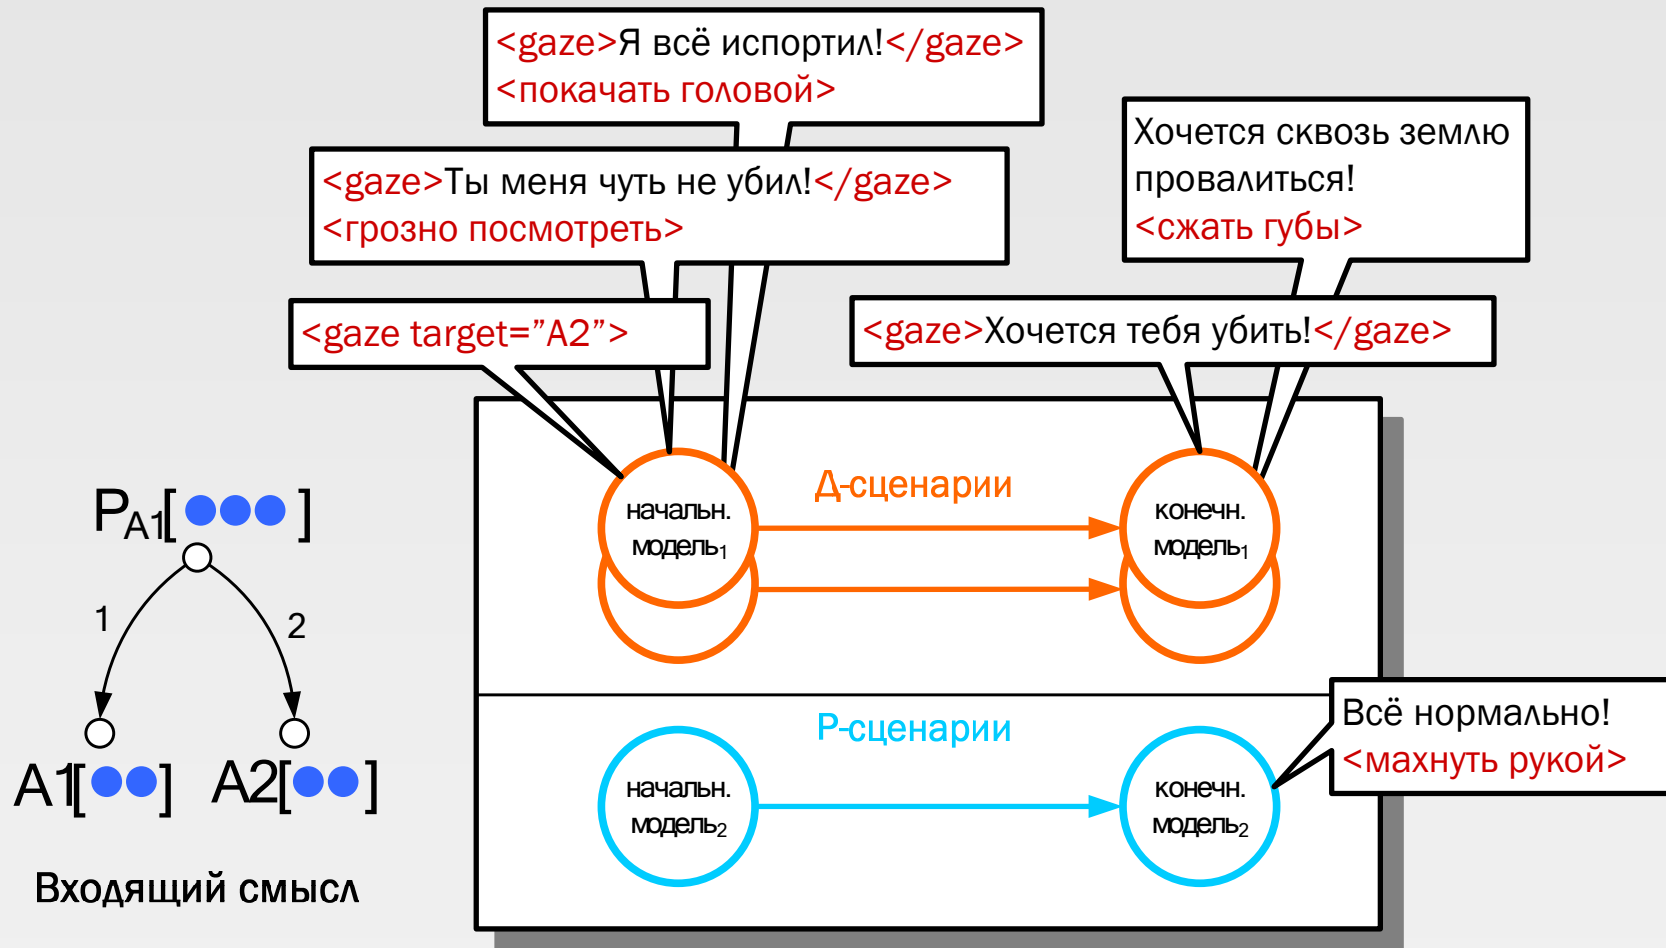 <gaze>Я всё испортил!</gaze>
<покачать головой>
<gaze>Ты меня чуть не убил!</gaze>
<грозно посмотреть>
Хочется сквозь землю
провалиться!
<сжать губы>
<gaze target="A2">
<gaze>Хочется тебя убить!</gaze>
Д-сценарии
начальн.
модель1
конечн.
модель1
PA1[ ]
1
2
A1[ ]
A2[ ]
Входящий смысл
Р-сценарии
начальн.
модель2
конечн.
модель2
Всё нормально!
<махнуть рукой>